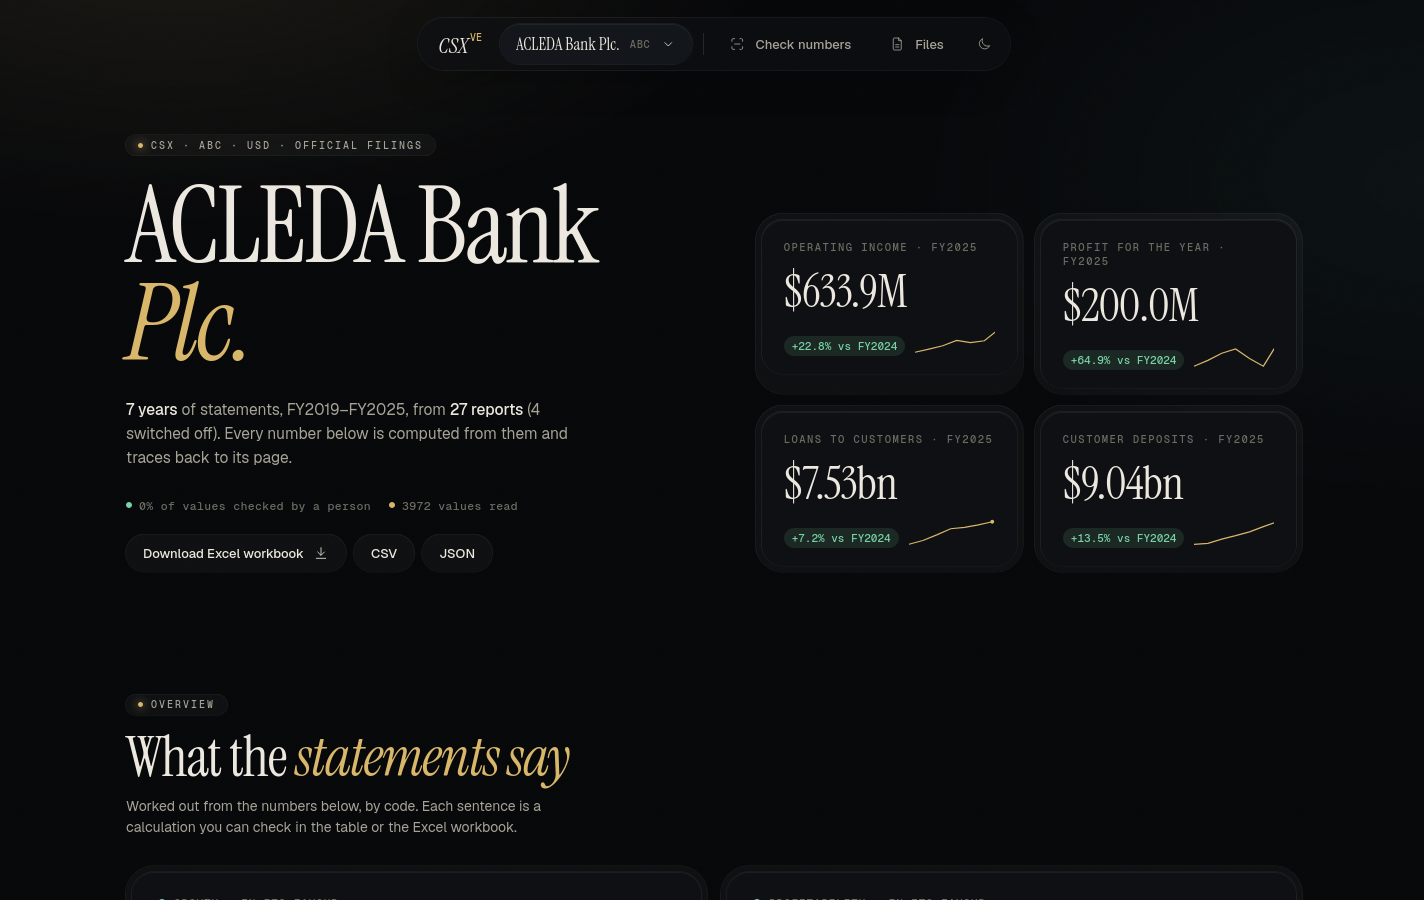 CSX VE
ACLEDA Bank Plc. ABC
Check numbers
Files
CSX · ABC · USD · OFFICIAL FILINGS
ACLEDA Bank
Plc.
7 years of statements, FY2019–FY2025, from 27 reports (4
switched off). Every number below is computed from them and
traces back to its page.
0% of values checked by a person 3972 values read
Download Excel workbook CSV JSON
OPERATING INCOME · FY2025
$633.9M
+22.8% vs FY2024
PROFIT FOR THE YEAR ·
FY2025
$200.0M
+64.9% vs FY2024
LOANS TO CUSTOMERS · FY2025
$7.53bn
+7.2% vs FY2024
CUSTOMER DEPOSITS · FY2025
$9.04bn
+13.5% vs FY2024
OVERVIEW
What the statements say
Worked out from the numbers below, by code. Each sentence is a
calculation you can check in the table or the Excel workbook.